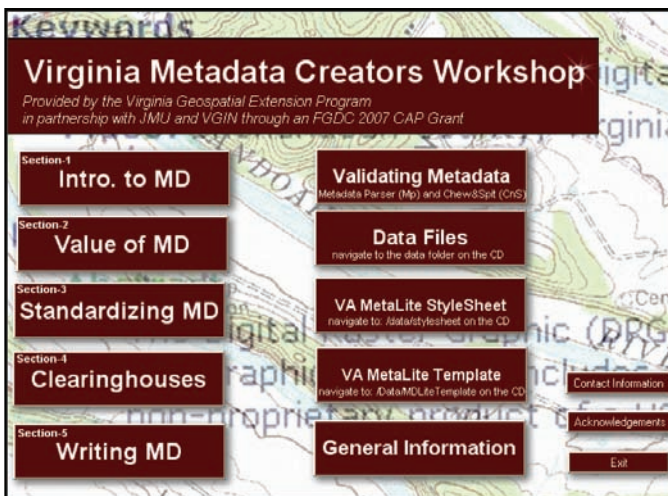 Keywords
Virginia Metadata Creators Workshop
Provided by the Virginia Geospatial Extension Program
in partnership with JMU and VGIN through an FGDC 2007 CAP Grant
Section-1
Intro. to MD
Section-2
Value of MD
Section-3
Standardizing MD
Section-4
Clearinghouses
Section-5
Writing MD
Validating Metadata
Metadata Parser (Mp) and Chew&Spit (CnS)
Data Files
navigate to the data folder on the CD
VA MetaLite StyleSheet
navigate to: /data/stylesheet on the CD
VA MetaLite Template
navigate to: /Data/MDLiteTemplate on the CD
General Information
Contact Information
Acknowledgements
Exit